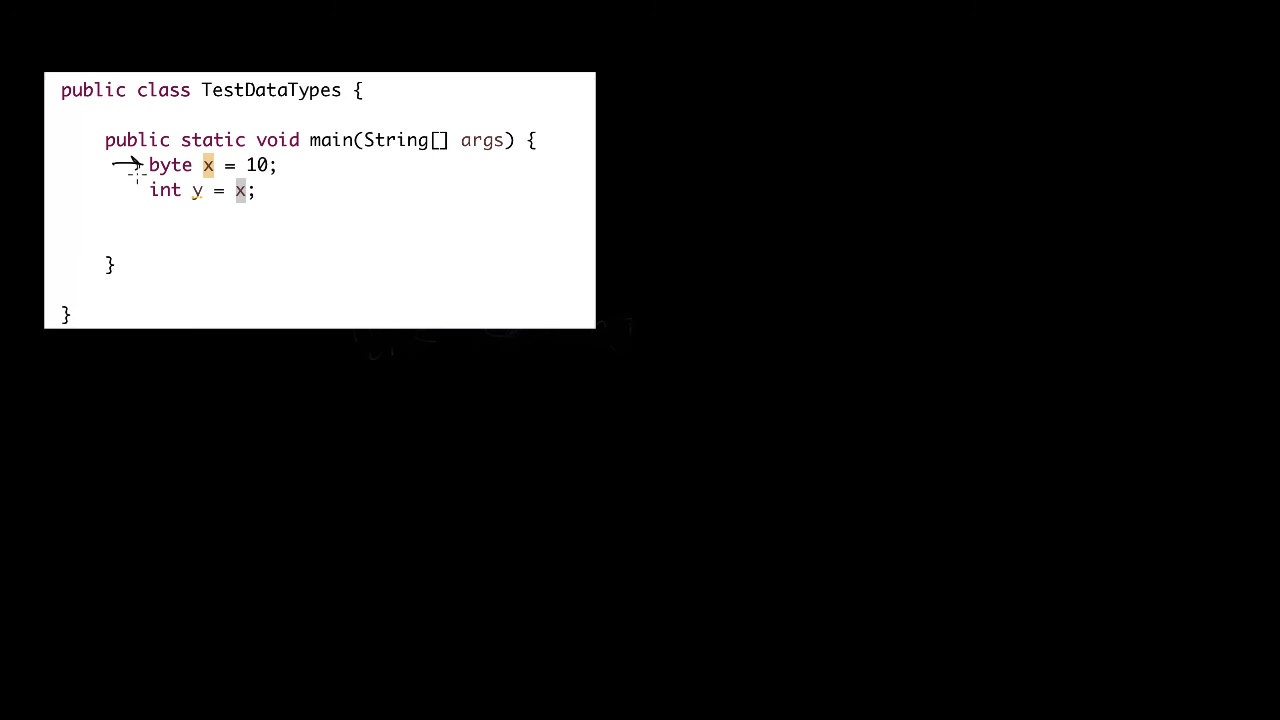 public class TestDataTypes {
public static void main(String[] args) {
byte x = 10;
int y = x;
}
}